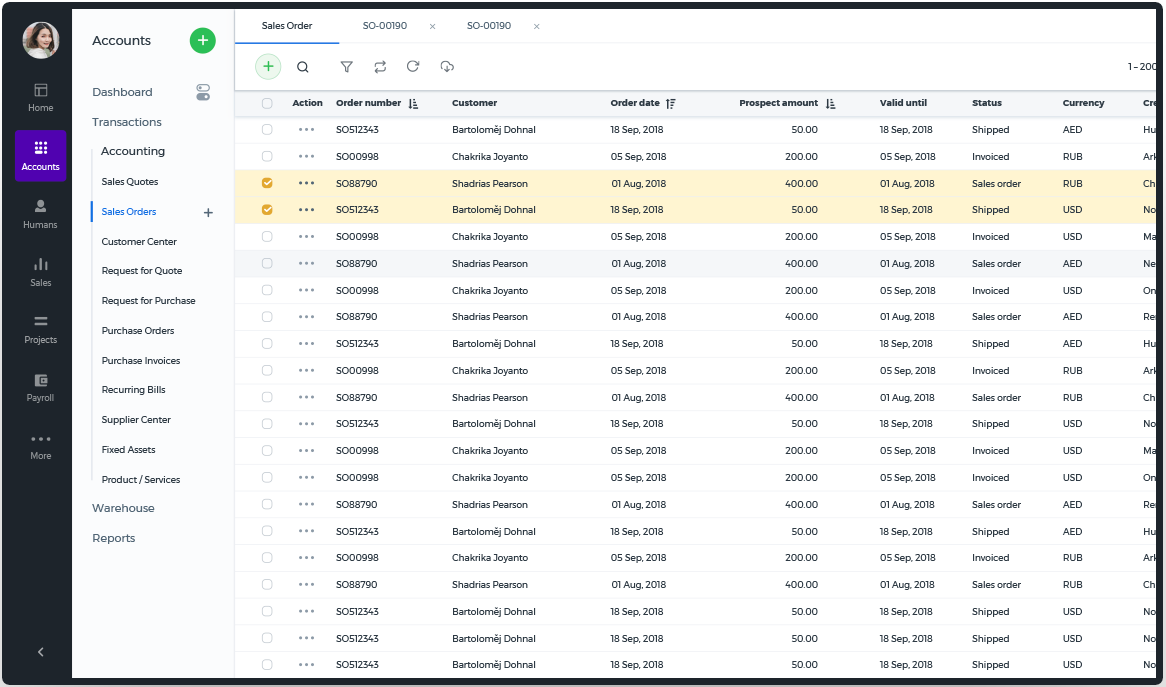 Sales Order SO-00190 × SO-00190 ×
Accounts +
1 – 200
Home
Accounts
Humans
Sales
Projects
Payroll
More
Dashboard
Transactions
Accounting
Sales Quotes
Sales Orders +
Customer Center
Request for Quote
Request for Purchase
Purchase Orders
Purchase Invoices
Recurring Bills
Supplier Center
Fixed Assets
Product / Services
Warehouse
Reports
Action Order number Customer Order date Prospect amount Valid until Status Currency Cre
SO512343 Bartoloměj Dohnal 18 Sep, 2018 50.00 18 Sep, 2018 Shipped AED Hu
SO00998 Chakrika Joyanto 05 Sep, 2018 200.00 05 Sep, 2018 Invoiced RUB Ark
SO88790 Shadrias Pearson 01 Aug, 2018 400.00 01 Aug, 2018 Sales order RUB Ch
SO512343 Bartoloměj Dohnal 18 Sep, 2018 50.00 18 Sep, 2018 Shipped USD No
SO00998 Chakrika Joyanto 05 Sep, 2018 200.00 05 Sep, 2018 Invoiced USD Ma
SO88790 Shadrias Pearson 01 Aug, 2018 400.00 01 Aug, 2018 Sales order AED Ne
SO00998 Chakrika Joyanto 05 Sep, 2018 200.00 05 Sep, 2018 Invoiced USD On
SO88790 Shadrias Pearson 01 Aug, 2018 400.00 01 Aug, 2018 Sales order AED Re
SO512343 Bartoloměj Dohnal 18 Sep, 2018 50.00 18 Sep, 2018 Shipped AED Hu
SO00998 Chakrika Joyanto 05 Sep, 2018 200.00 05 Sep, 2018 Invoiced RUB Ark
SO88790 Shadrias Pearson 01 Aug, 2018 400.00 01 Aug, 2018 Sales order RUB Ch
SO512343 Bartoloměj Dohnal 18 Sep, 2018 50.00 18 Sep, 2018 Shipped USD No
SO00998 Chakrika Joyanto 05 Sep, 2018 200.00 05 Sep, 2018 Invoiced USD Ma
SO00998 Chakrika Joyanto 05 Sep, 2018 200.00 05 Sep, 2018 Invoiced USD On
SO88790 Shadrias Pearson 01 Aug, 2018 400.00 01 Aug, 2018 Sales order AED Re
SO512343 Bartoloměj Dohnal 18 Sep, 2018 50.00 18 Sep, 2018 Shipped AED Hu
SO00998 Chakrika Joyanto 05 Sep, 2018 200.00 05 Sep, 2018 Invoiced RUB Ark
SO88790 Shadrias Pearson 01 Aug, 2018 400.00 01 Aug, 2018 Sales order RUB Ch
SO512343 Bartoloměj Dohnal 18 Sep, 2018 50.00 18 Sep, 2018 Shipped USD No
SO512343 Bartoloměj Dohnal 18 Sep, 2018 50.00 18 Sep, 2018 Shipped USD No
SO512343 Bartoloměj Dohnal 18 Sep, 2018 50.00 18 Sep, 2018 Shipped USD No